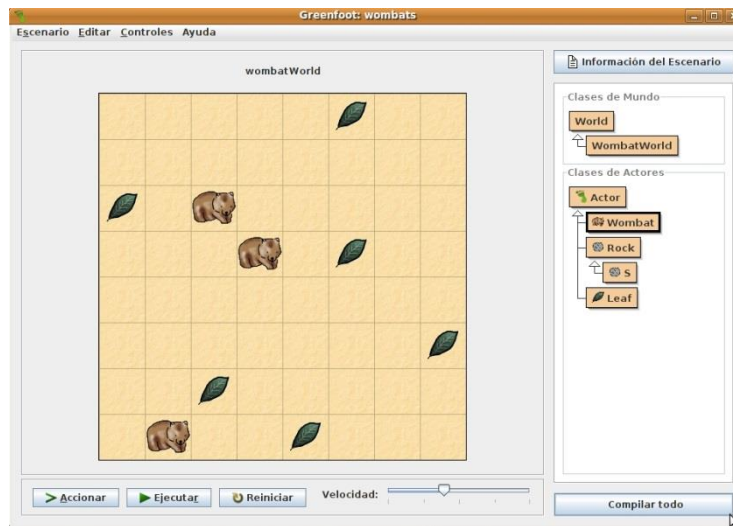 Greenfoot: wombats
Escenario Editar Controles Ayuda
wombatWorld
Información del Escenario
Clases de Mundo
World
WombatWorld
Clases de Actores
Actor
Wombat
Rock
S
Leaf
> Accionar
Ejecutar
Reiniciar
Velocidad:
Compilar todo